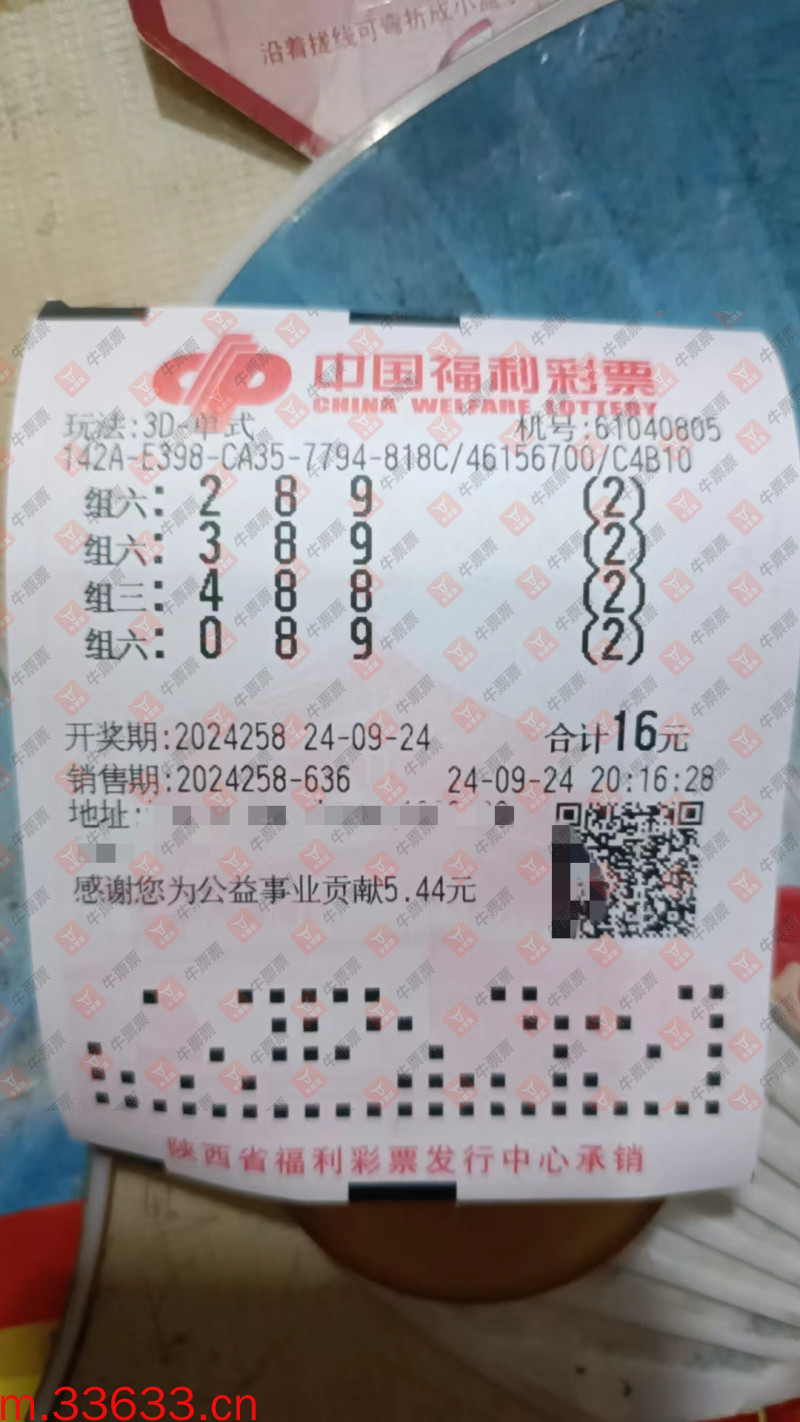 沿着拢线可弯折成小盒
中国福利彩票
CHINA WELFARE LOTTERY
玩法:3D-单式 机号:61040805
142A-E398-CA35-7794-818C/46156700/C4B10
组六: 2 8 9 (2)
组六: 3 8 9 (2)
组三: 4 8 8 (2)
组六: 0 8 9 (2)
开奖期:2024258 24-09-24 合计16元
销售期:2024258-636 24-09-24 20:16:28
地址:
感谢您为公益事业贡献5.44元
陕西省福利彩票发行中心承销
牛票票
m.33633.cn